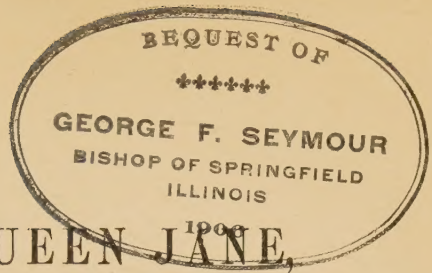 BEQUEST OF
GEORGE F. SEYMOUR
BISHOP OF SPRINGFIELD
ILLINOIS
UEEN JANE,